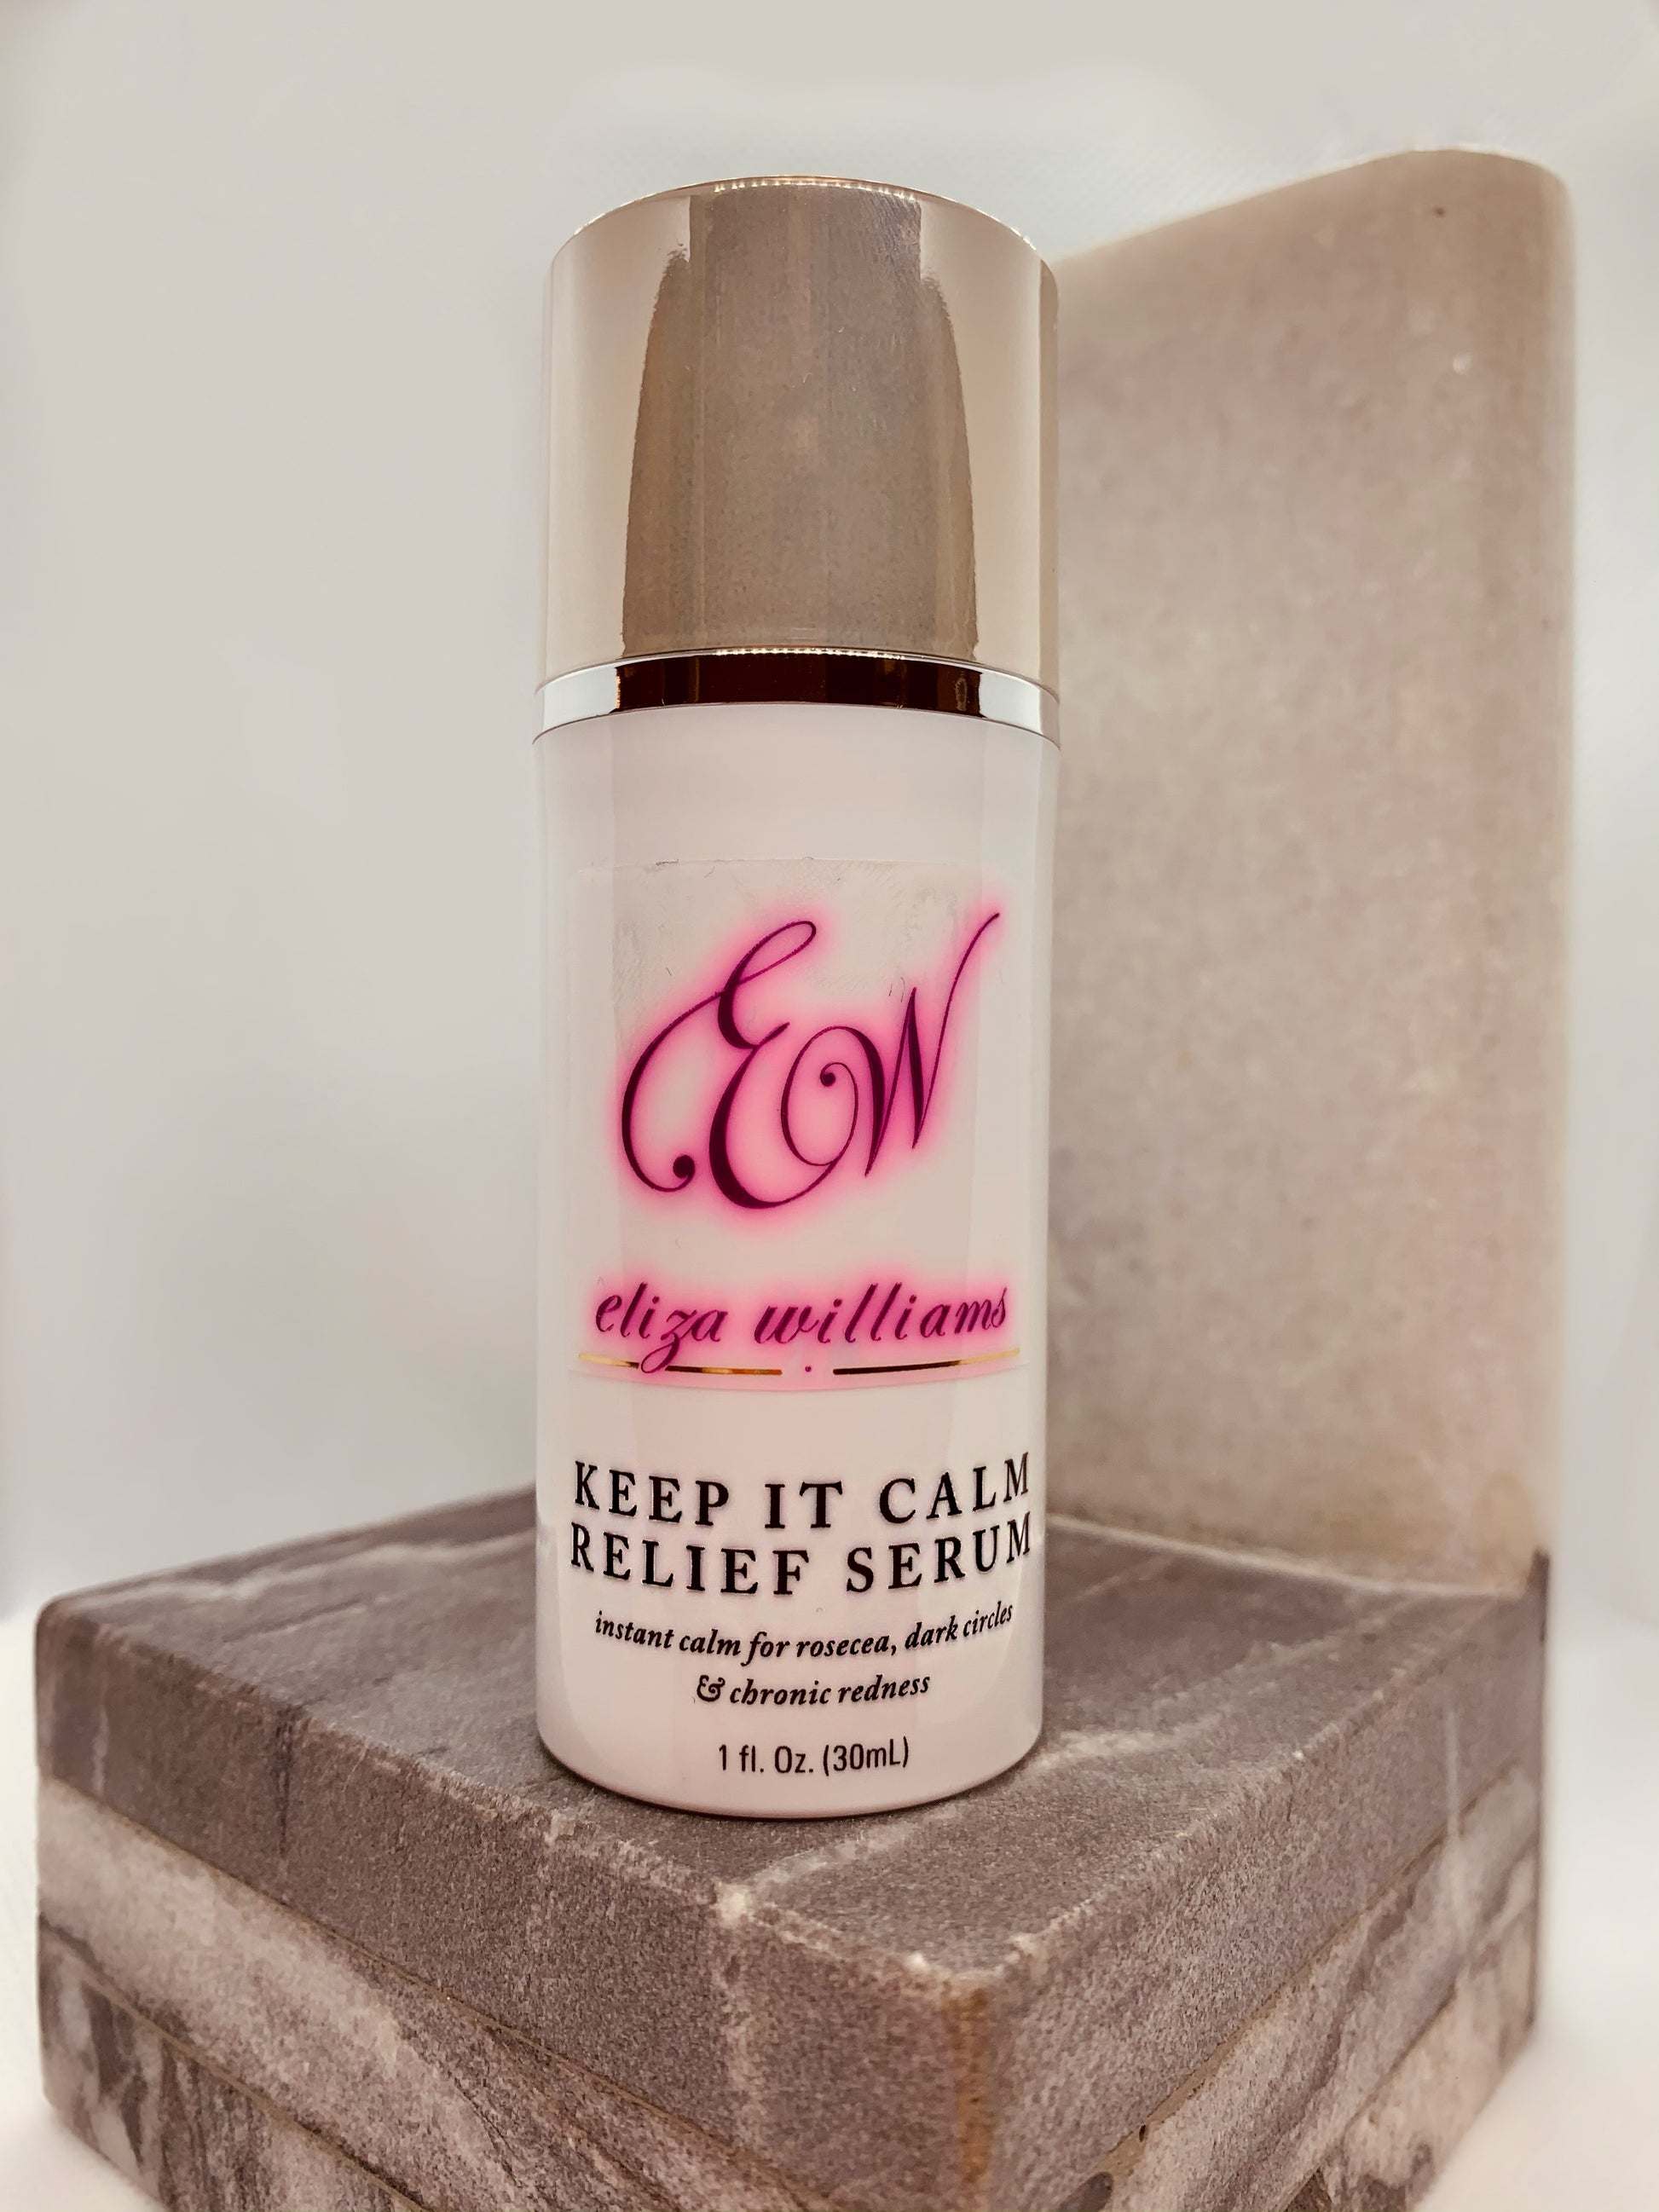 EW
eliza williams
KEEP IT CALM
RELIEF SERUM
instant calm for rosecea, dark circles
& chronic redness
1 fl. Oz. (30mL)